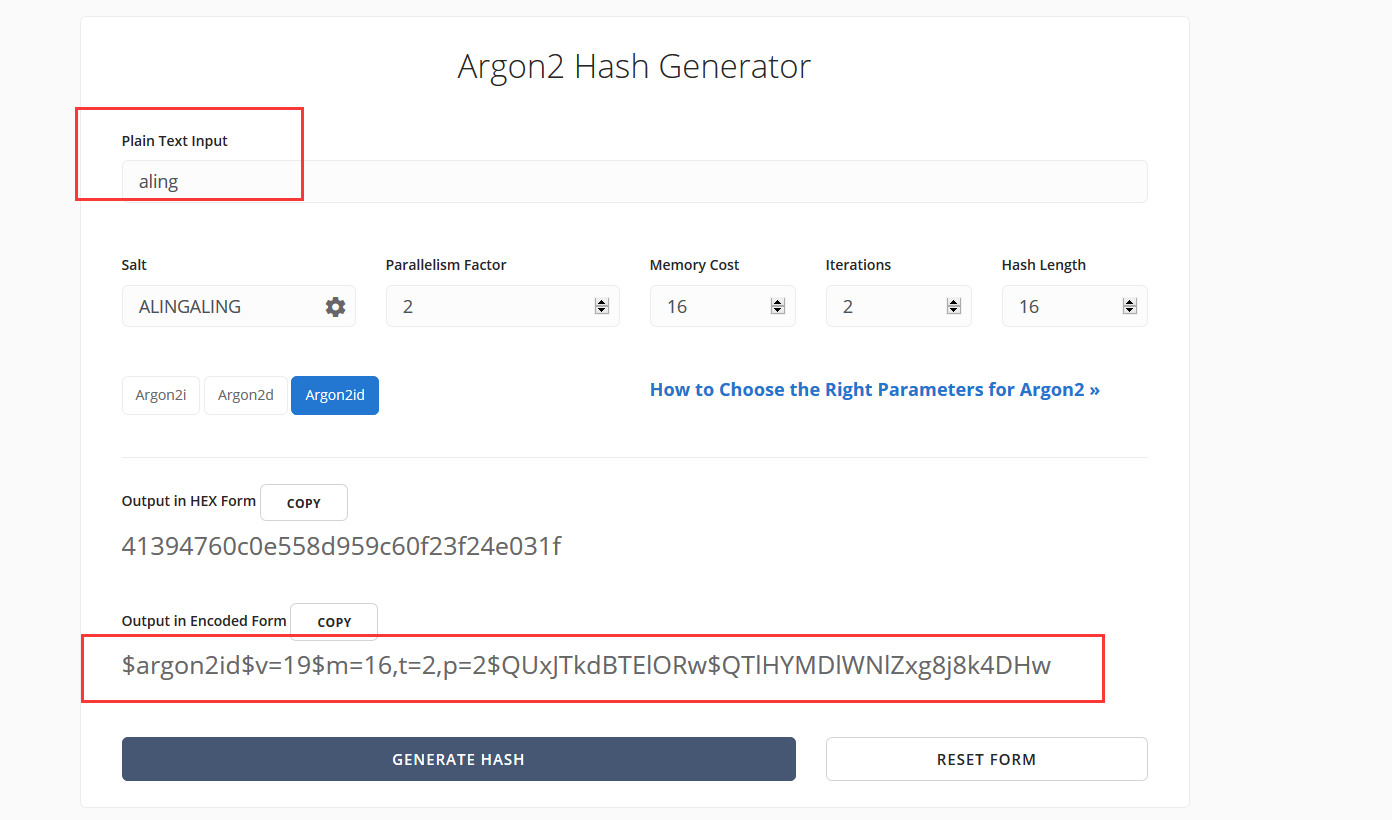 Argon2 Hash Generator
Plain Text Input
aling
Salt Parallelism Factor Memory Cost Iterations Hash Length
ALINGALING 2 16 2 16
Argon2i Argon2d Argon2id How to Choose the Right Parameters for Argon2 »
Output in HEX Form COPY
41394760c0e558d959c60f23f24e031f
Output in Encoded Form COPY
$argon2id$v=19$m=16,t=2,p=2$QUxJTkdBTElORw$QTlHYMDlWNlZxg8j8k4DHw
GENERATE HASH RESET FORM